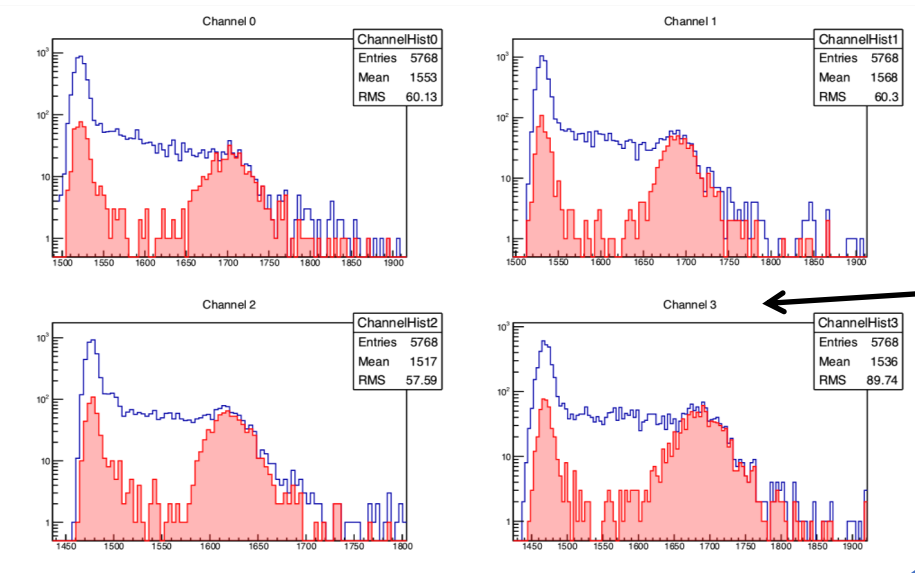 Channel 0
ChannelHist0
Entries 5768
Mean 1553
RMS 60.13
10³
10²
10
1
1500 1550 1600 1650 1700 1750 1800 1850 1900
Channel 1
ChannelHist1
Entries 5768
Mean 1568
RMS 60.3
10³
10²
10
1
1500 1550 1600 1650 1700 1750 1800 1850 1900
Channel 2
ChannelHist2
Entries 5768
Mean 1517
RMS 57.59
10³
10²
10
1
1450 1500 1550 1600 1650 1700 1750 1800
Channel 3
ChannelHist3
Entries 5768
Mean 1536
RMS 89.74
10³
10²
10
1
1450 1500 1550 1600 1650 1700 1750 1800 1850 1900